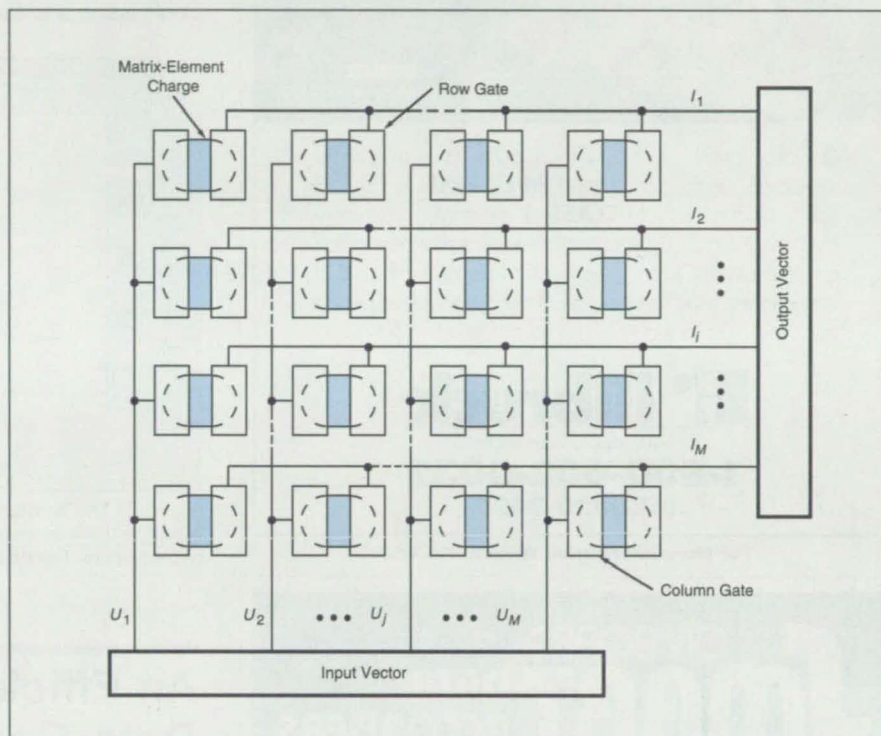 Matrix-Element
Charge
Row Gate
I1
I2
Ii
IM
Output Vector
Column Gate
U1 U2 ••• Uj ••• UM
Input Vector